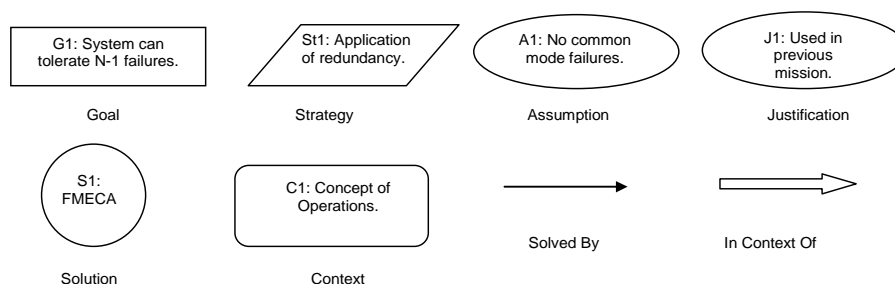 G1: System can
tolerate N-1 failures.
Goal
St1: Application
of redundancy.
Strategy
A1: No common
mode failures.
Assumption
J1: Used in
previous
mission.
Justification
S1:
FMECA
Solution
C1: Concept of
Operations.
Context
Solved By
In Context Of